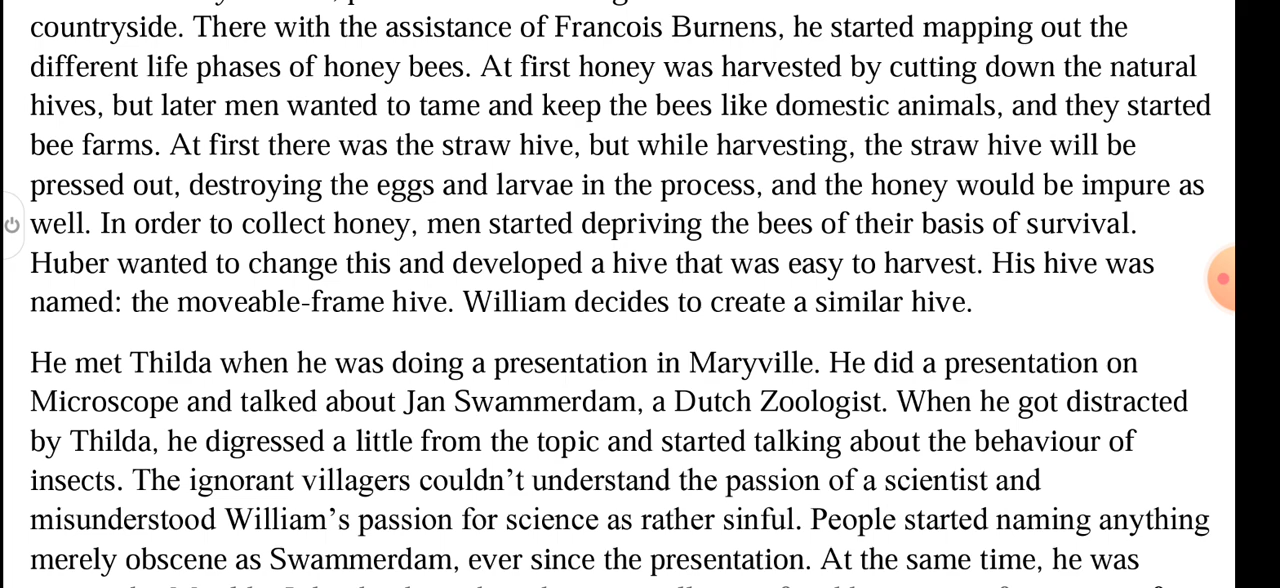 countryside. There with the assistance of Francois Burnens, he started mapping out the
different life phases of honey bees. At first honey was harvested by cutting down the natural
hives, but later men wanted to tame and keep the bees like domestic animals, and they started
bee farms. At first there was the straw hive, but while harvesting, the straw hive will be
pressed out, destroying the eggs and larvae in the process, and the honey would be impure as
well. In order to collect honey, men started depriving the bees of their basis of survival.
Huber wanted to change this and developed a hive that was easy to harvest. His hive was
named: the moveable-frame hive. William decides to create a similar hive.
He met Thilda when he was doing a presentation in Maryville. He did a presentation on
Microscope and talked about Jan Swammerdam, a Dutch Zoologist. When he got distracted
by Thilda, he digressed a little from the topic and started talking about the behaviour of
insects. The ignorant villagers couldn’t understand the passion of a scientist and
misunderstood William’s passion for science as rather sinful. People started naming anything
merely obscene as Swammerdam, ever since the presentation. At the same time, he was